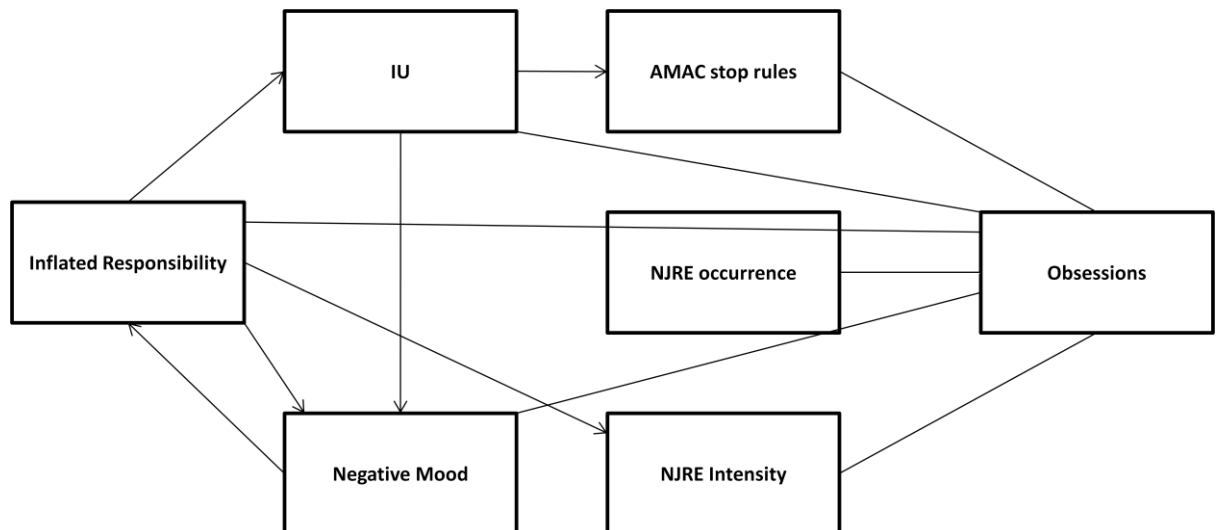 IU
AMAC stop rules
Inflated Responsibility
NJRE occurrence
Obsessions
Negative Mood
NJRE Intensity